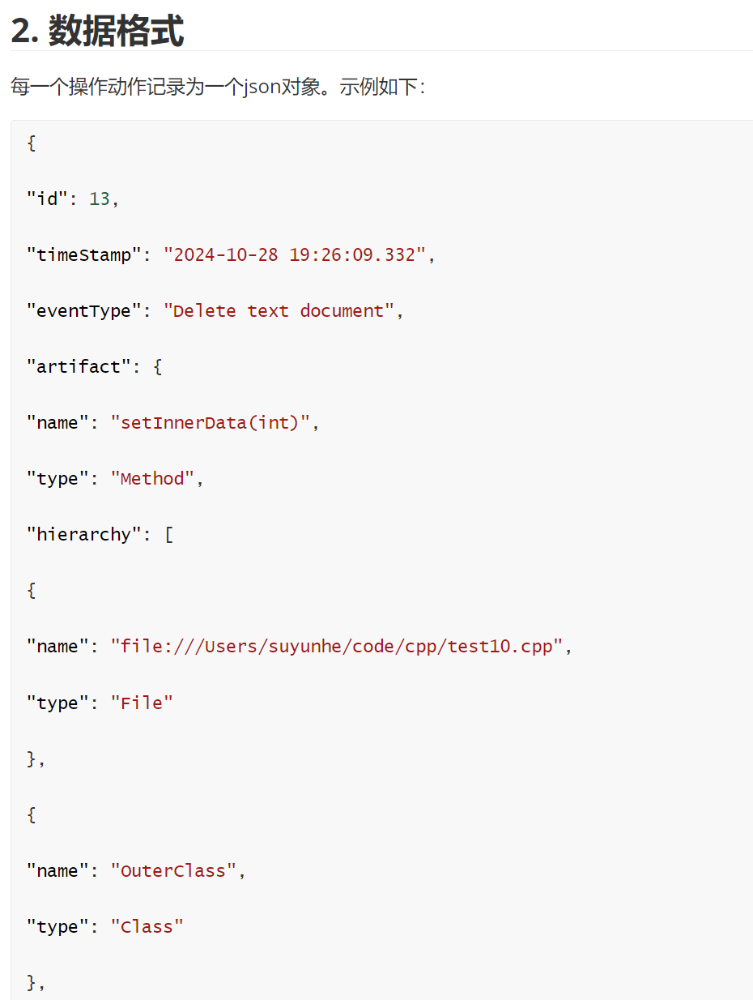 2. 数据格式
每一个操作动作记录为一个json对象。示例如下：
{
"id": 13,
"timeStamp": "2024-10-28 19:26:09.332",
"eventType": "Delete text document",
"artifact": {
"name": "setInnerData(int)",
"type": "Method",
"hierarchy": [
{
"name": "file:///Users/suyunhe/code/cpp/test10.cpp",
"type": "File"
},
{
"name": "OuterClass",
"type": "Class"
},